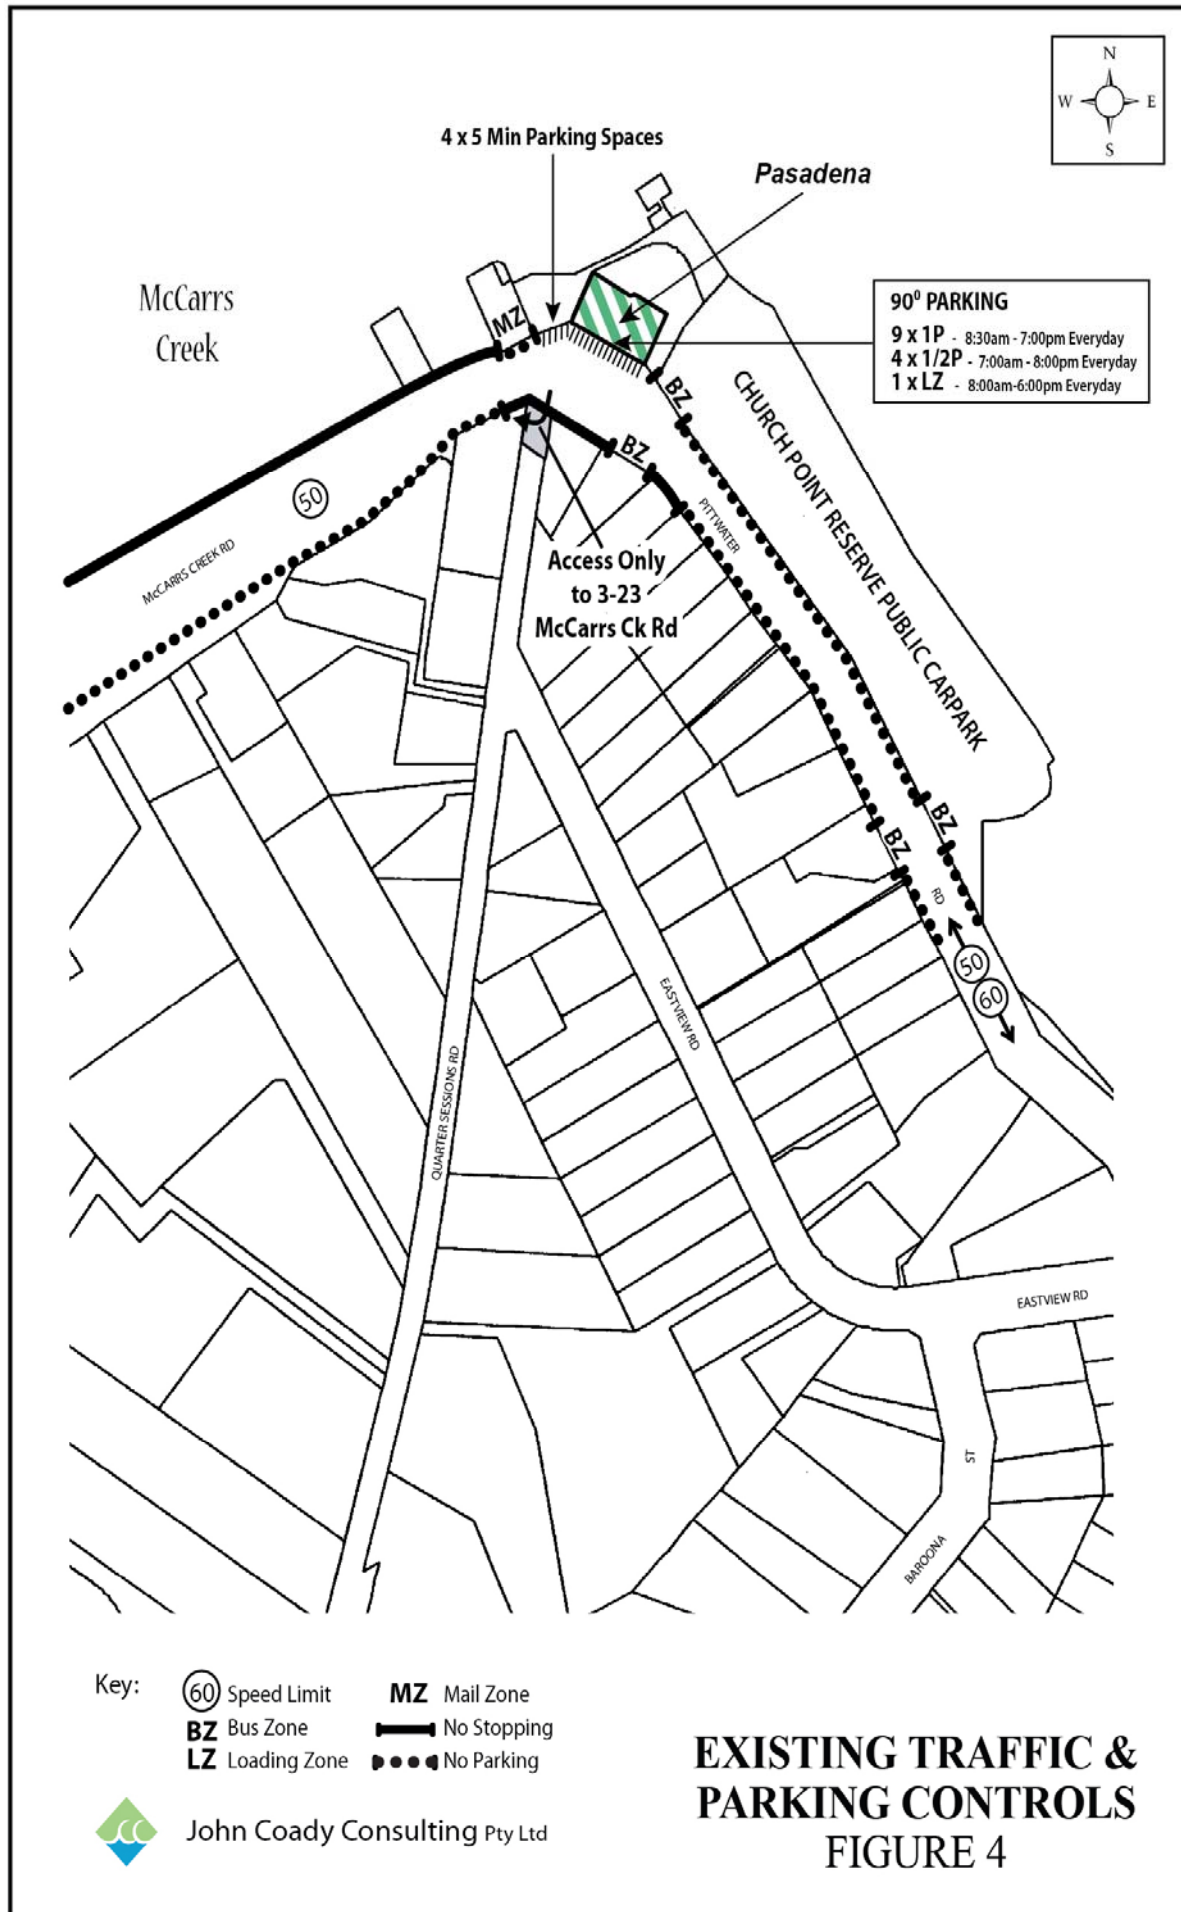 N
W E
S
4 x 5 Min Parking Spaces
Pasadena
McCarrs
Creek
90⁰ PARKING
9 x 1P - 8:30am - 7:00pm Everyday
4 x 1/2P - 7:00am - 8:00pm Everyday
1 x LZ - 8:00am-6:00pm Everyday
MZ
BZ
BZ
CHURCH POINT RESERVE PUBLIC CARPARK
50
McCARRS CREEK RD
PITTWATER
Access Only
to 3-23
McCarrs Ck Rd
BZ
BZ
RD
50
60
EASTVIEW RD
QUARTER SESSIONS RD
EASTVIEW RD
ST
BAROONA
Key:
60 Speed Limit
BZ Bus Zone
LZ Loading Zone
MZ Mail Zone
No Stopping
No Parking
John Coady Consulting Pty Ltd
EXISTING TRAFFIC &
PARKING CONTROLS
FIGURE 4